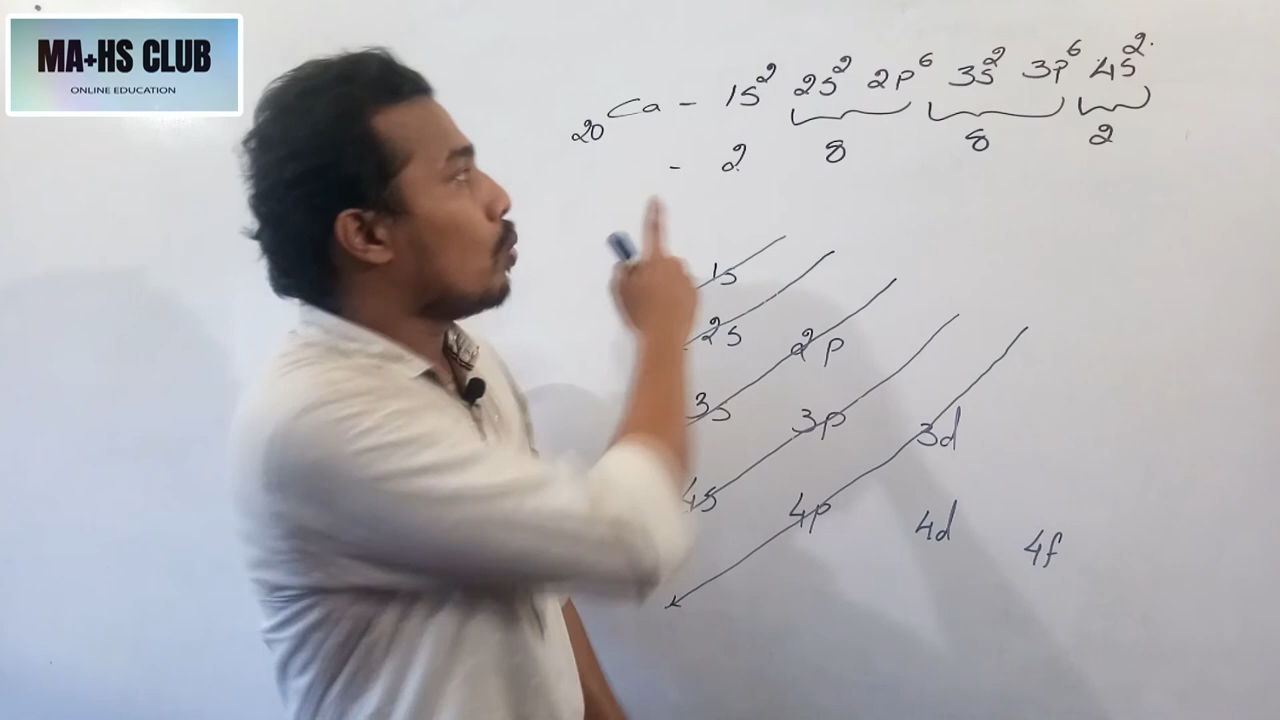 MA+HS CLUB
ONLINE EDUCATION
₂₀Ca - 1s² 2s² 2p⁶ 3s² 3p⁶ 4s².
- 2 8 8 2
1s
2s 2p
3s 3p 3d
4s 4p 4d 4f